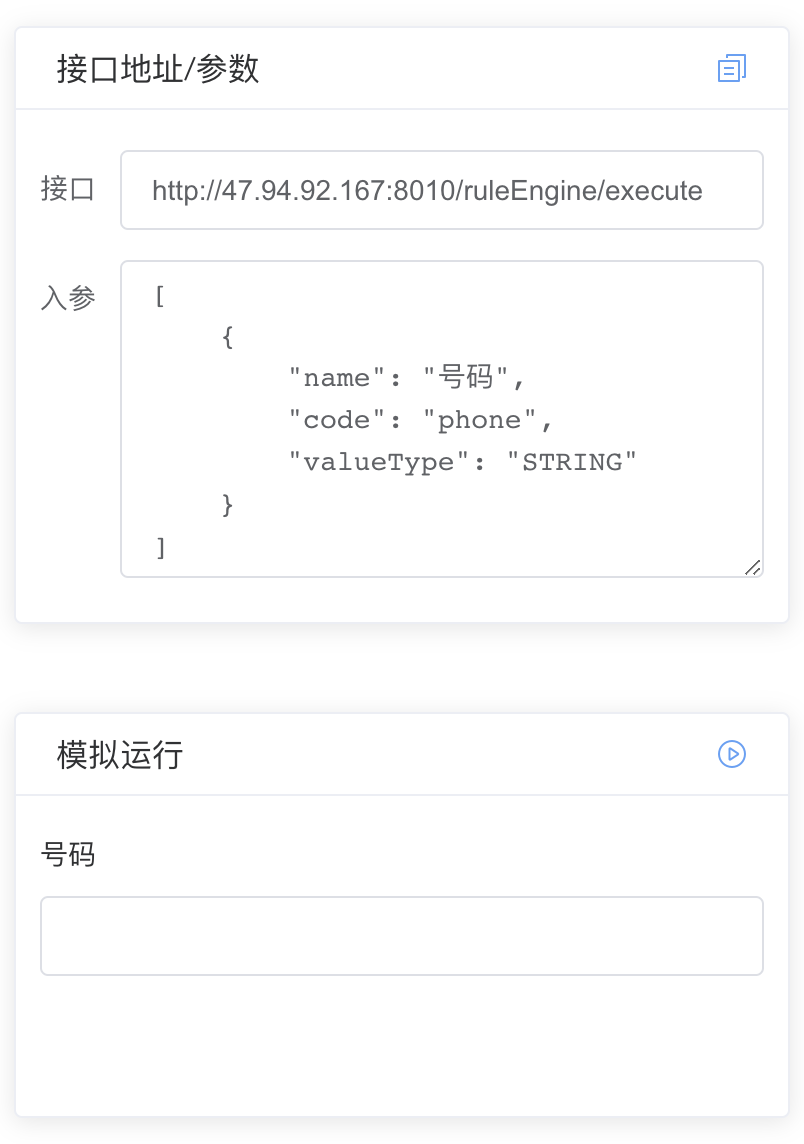 接口地址/参数
接口
http://47.94.92.167:8010/ruleEngine/execute
入参
[
{
"name": "号码",
"code": "phone",
"valueType": "STRING"
}
]
模拟运行
号码